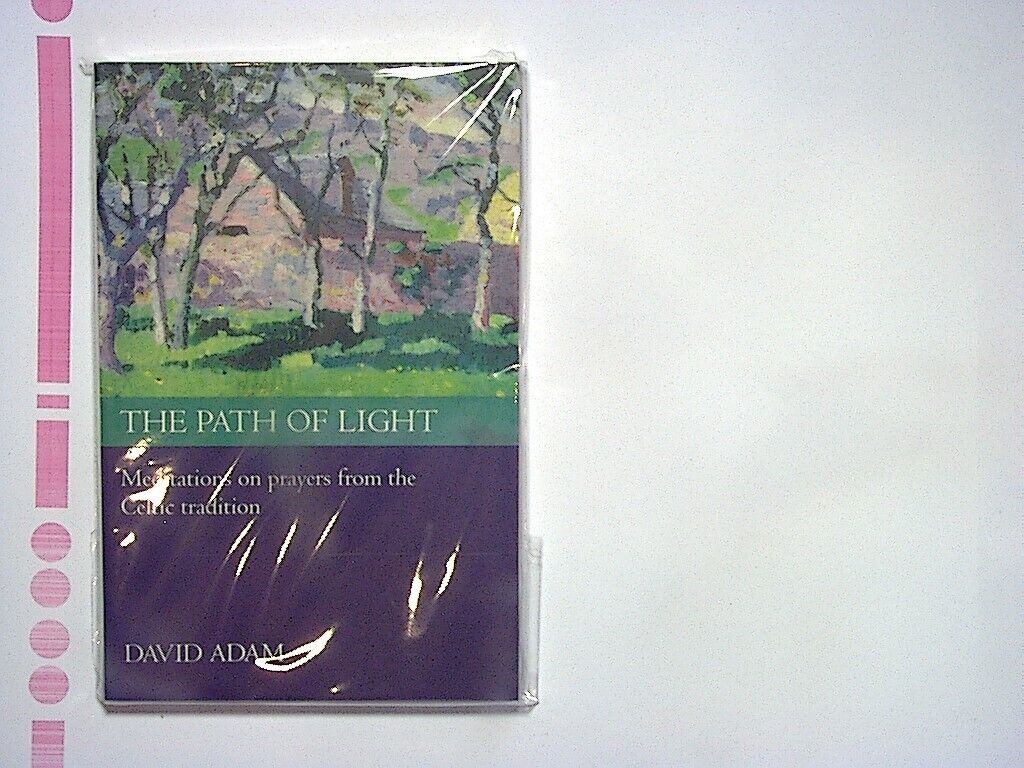 THE PATH OF LIGHT
Meditations on prayers from the
Celtic tradition
DAVID ADAM